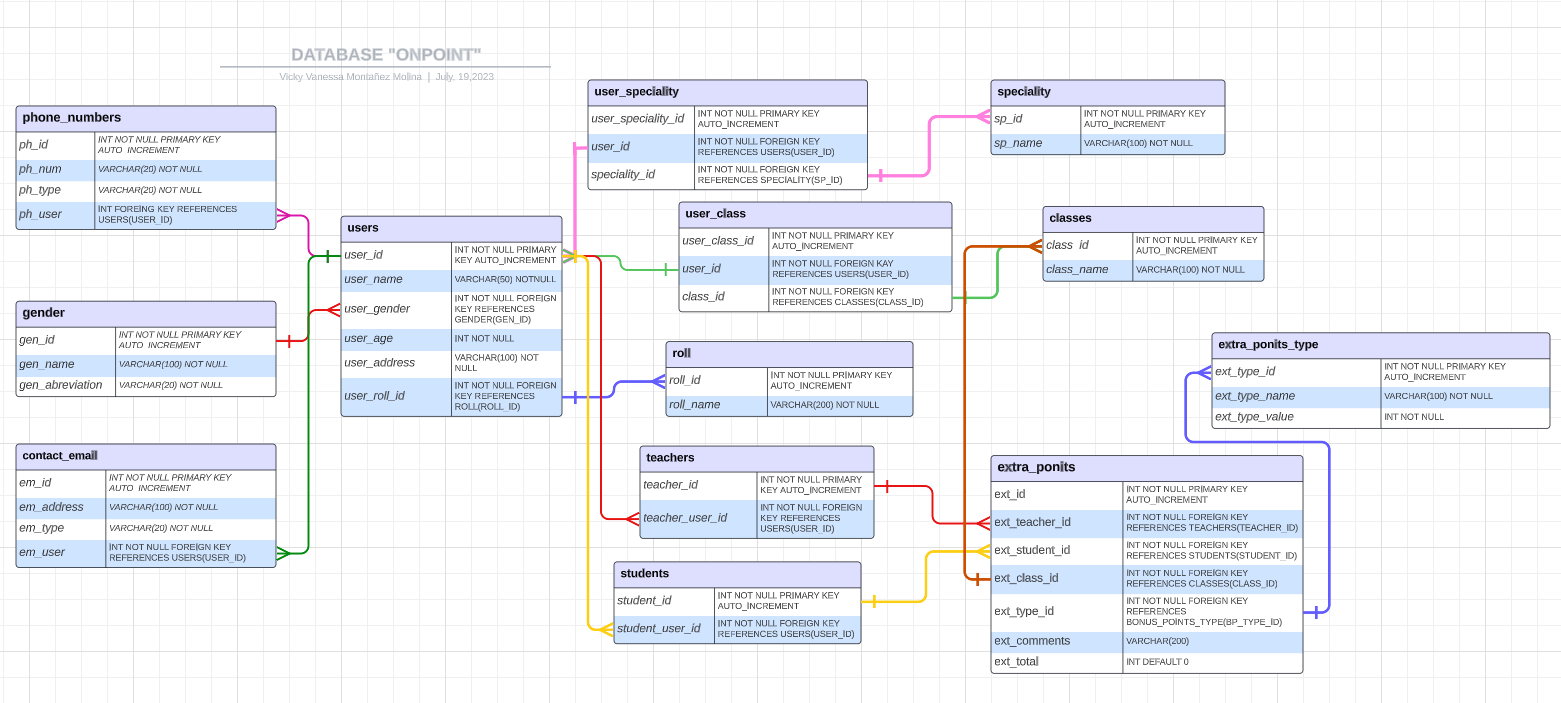 DATABASE "ONPOINT"
Vicky Vanessa Montañez Molina | July, 19,2023
phone_numbers
ph_id
INT NOT NULL PRIMARY KEY
AUTO_INCREMENT
ph_num
VARCHAR(20) NOT NULL
ph_type
VARCHAR(20) NOT NULL
ph_user
INT FOREING KEY REFERENCES
USERS(USER_ID)
gender
gen_id
INT NOT NULL PRIMARY KEY
AUTO_INCREMENT
gen_name
VARCHAR(100) NOT NULL
gen_abreviation
VARCHAR(20) NOT NULL
contact_email
em_id
INT NOT NULL PRIMARY KEY
AUTO_INCREMENT
em_address
VARCHAR(100) NOT NULL
em_type
VARCHAR(20) NOT NULL
em_user
INT NOT NULL FOREIGN KEY
REFERENCES USERS(USER_ID)
users
user_id
INT NOT NULL PRIMARY
KEY AUTO_INCREMENT
user_name
VARCHAR(50) NOTNULL
user_gender
INT NOT NULL FOREIGN
KEY REFERENCES
GENDER(GEN_ID)
user_age
INT NOT NULL
user_address
VARCHAR(100) NOT
NULL
user_roll_id
INT NOT NULL FOREIGN
KEY REFERENCES
ROLL(ROLL_ID)
user_speciality
user_speciality_id
INT NOT NULL PRIMARY KEY
AUTO_INCREMENT
user_id
INT NOT NULL FOREIGN KEY
REFERENCES USERS(USER_ID)
speciality_id
INT NOT NULL FOREIGN KEY
REFERENCES SPECIALITY(SP_ID)
speciality
sp_id
INT NOT NULL PRIMARY KEY
AUTO_INCREMENT
sp_name
VARCHAR(100) NOT NULL
user_class
user_class_id
INT NOT NULL PRIMARY KEY
AUTO_INCREMENT
user_id
INT NOT NULL FOREIGN KAY
REFERENCES USERS(USER_ID)
class_id
INT NOT NULL FOREIGN KEY
REFERENCES CLASSES(CLASS_ID)
classes
class_id
INT NOT NULL PRIMARY KEY
AUTO_INCREMENT
class_name
VARCHAR(100) NOT NULL
roll
roll_id
INT NOT NULL PRIMARY KEY
AUTO_INCREMENT
roll_name
VARCHAR(200) NOT NULL
extra_ponits_type
ext_type_id
INT NOT NULL PRIMARY KEY
AUTO_INCREMENT
ext_type_name
VARCHAR(100) NOT NULL
ext_type_value
INT NOT NULL
teachers
teacher_id
INT NOT NULL PRIMARY
KEY AUTO_INCREMENT
teacher_user_id
INT NOT NULL FOREIGN
KEY REFERENCES
USERS(USER_ID)
students
student_id
INT NOT NULL PRIMARY KEY
AUTO_INCREMENT
student_user_id
INT NOT NULL FOREIGN KEY
REFERENCES USERS(USER_ID)
extra_ponits
ext_id
INT NOT NULL PRIMARY KEY
AUTO_INCREMENT
ext_teacher_id
INT NOT NULL FOREIGN KEY
REFERENCES TEACHERS(TEACHER_ID)
ext_student_id
INT NOT NULL FOREIGN KEY
REFERENCES STUDENTS(STUDENT_ID)
ext_class_id
INT NOT NULL FOREIGN KEY
REFERENCES CLASSES(CLASS_ID)
ext_type_id
INT NOT NULL FOREIGN KEY
REFERENCES
BONUS_POINTS_TYPE(BP_TYPE_ID)
ext_comments
VARCHAR(200)
ext_total
INT DEFAULT 0